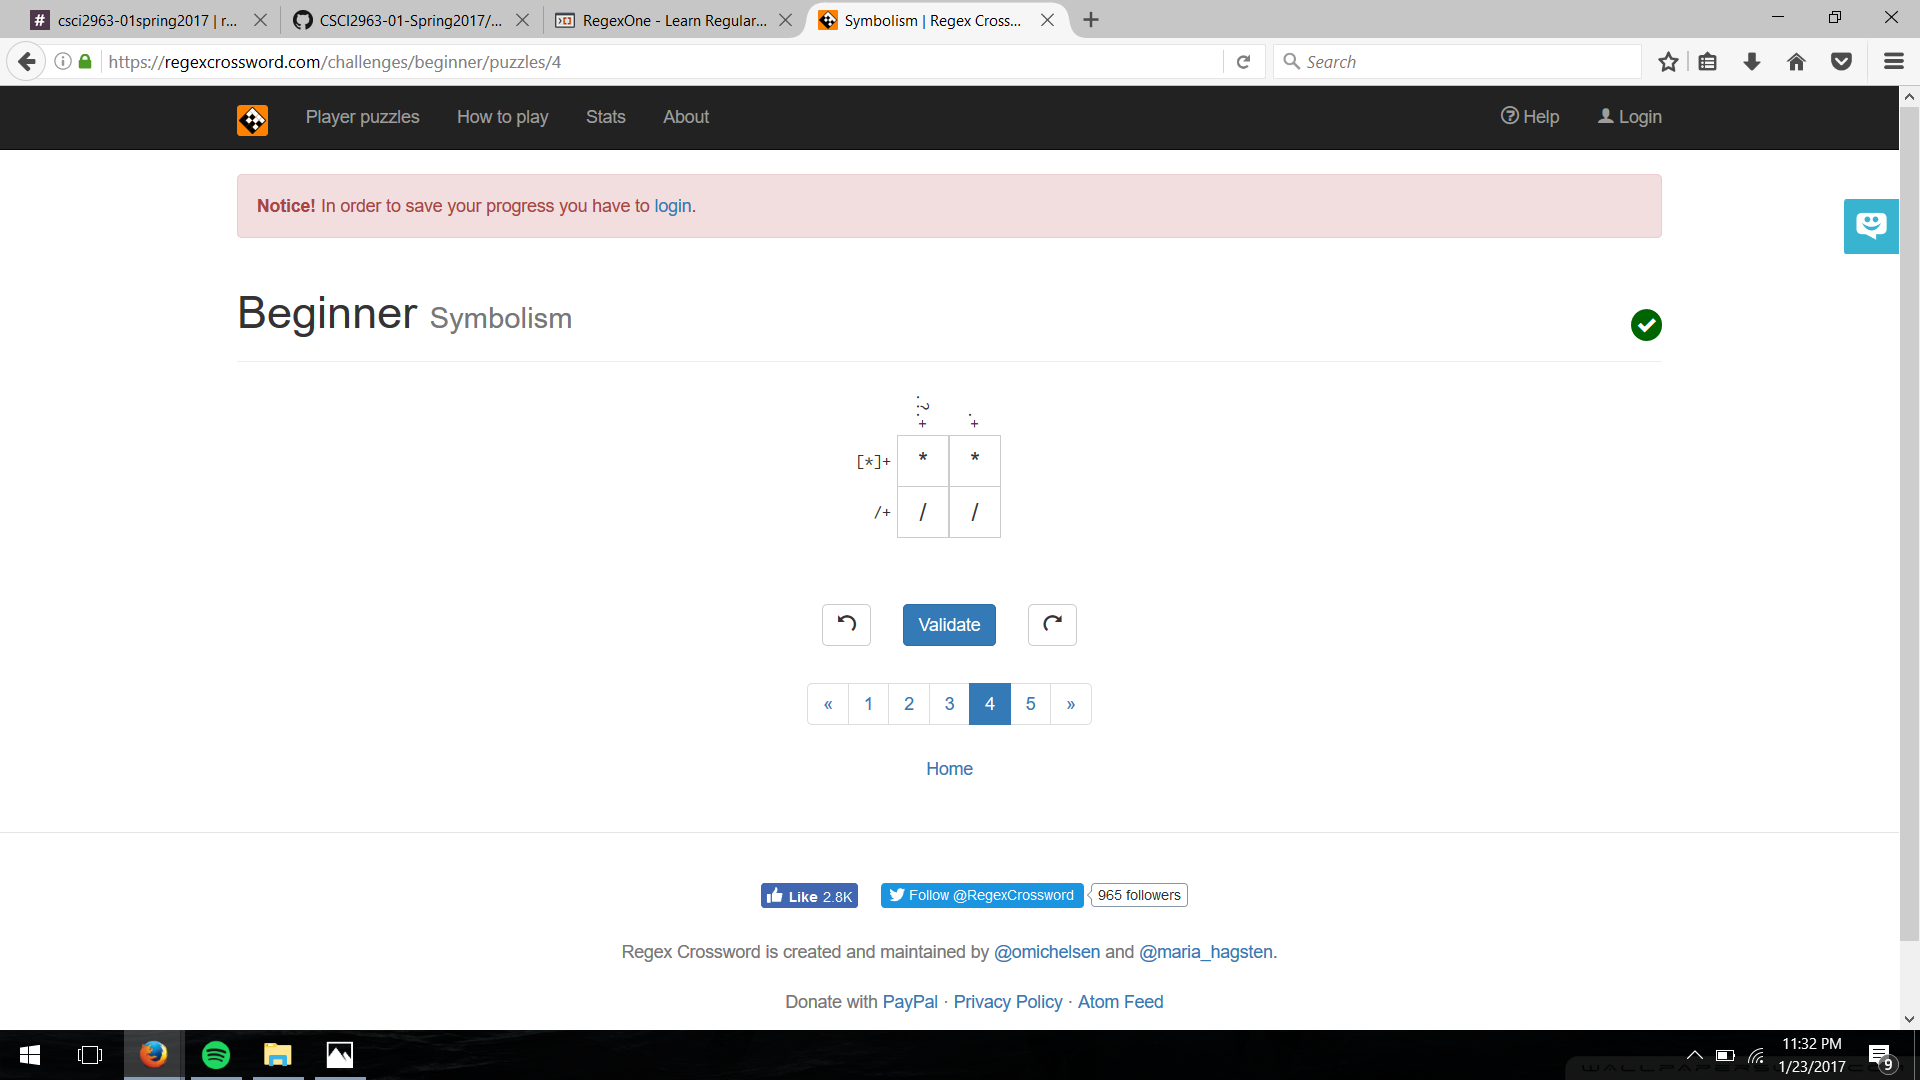 csci2963-01spring2017 | r...
CSCI2963-01-Spring2017/...
RegexOne - Learn Regular...
Symbolism | Regex Cross...
https://regexcrossword.com/challenges/beginner/puzzles/4
Search
Player puzzles
How to play
Stats
About
Help
Login
Notice! In order to save your progress you have to login.
Beginner Symbolism
.?.+
.+
[*]+
* *
/+
/ /
Validate
« 1 2 3 4 5 »
Home
Like 2.8K
Follow @RegexCrossword
965 followers
Regex Crossword is created and maintained by @omichelsen and @maria_hagsten.
Donate with PayPal · Privacy Policy · Atom Feed
11:32 PM
1/23/2017
9